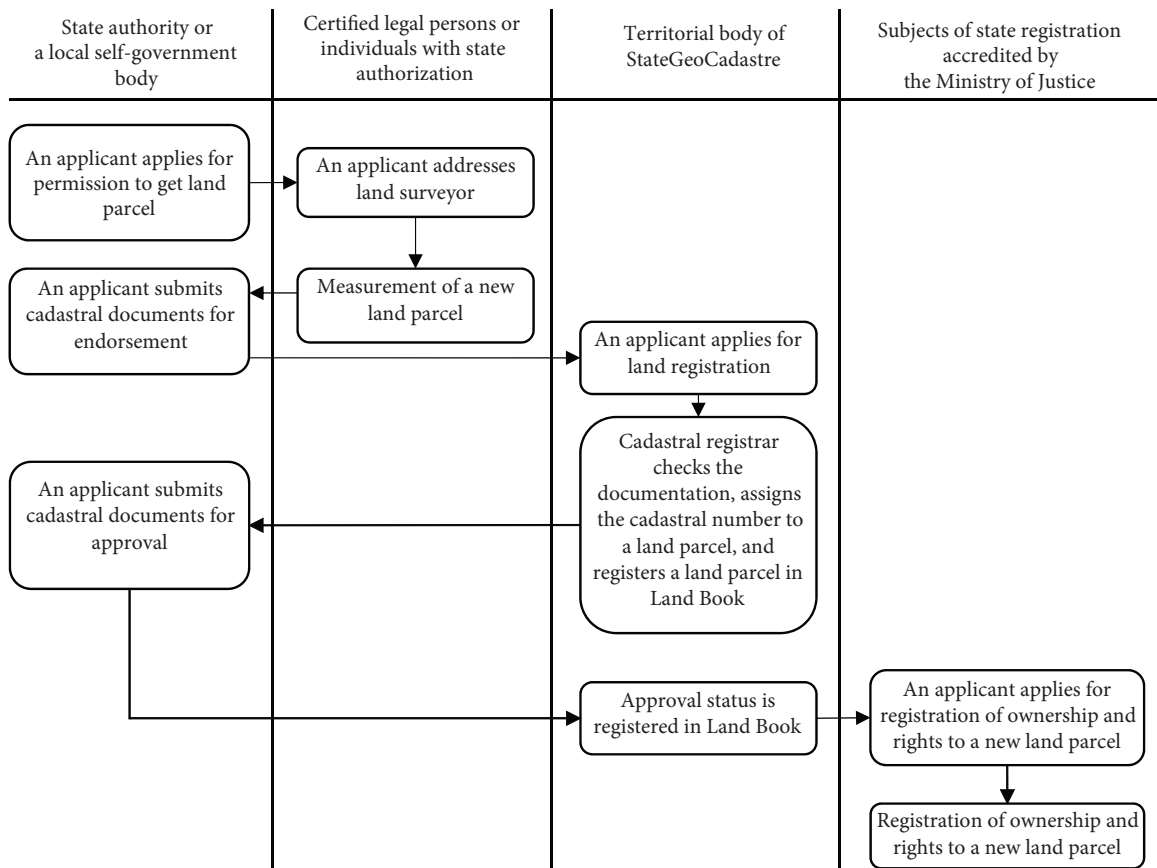 State authority or
a local self-government
body
Certified legal persons or
individuals with state
authorization
Territorial body of
StateGeoCadastre
Subjects of state registration
accredited by
the Ministry of Justice
An applicant applies for
permission to get land
parcel
An applicant addresses
land surveyor
An applicant submits
cadastral documents for
endorsement
Measurement of a new
land parcel
An applicant applies for
land registration
Cadastral registrar
checks the
documentation, assigns
the cadastral number to
a land parcel, and
registers a land parcel in
Land Book
An applicant submits
cadastral documents for
approval
Approval status is
registered in Land Book
An applicant applies for
registration of ownership and
rights to a new land parcel
Registration of ownership and
rights to a new land parcel